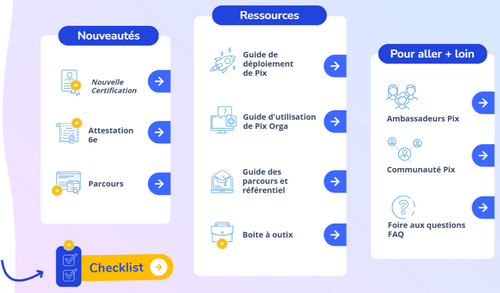 Nouveautés
Nouvelle
Certification
Attestation
6e
Parcours
Checklist
Ressources
Guide de
déploiement
de Pix
Guide d'utilisation
de Pix Orga
Guide des
parcours et
référentiel
Boite à outix
Pour aller + loin
Ambassadeurs Pix
Communauté Pix
Foire aux questions
FAQ